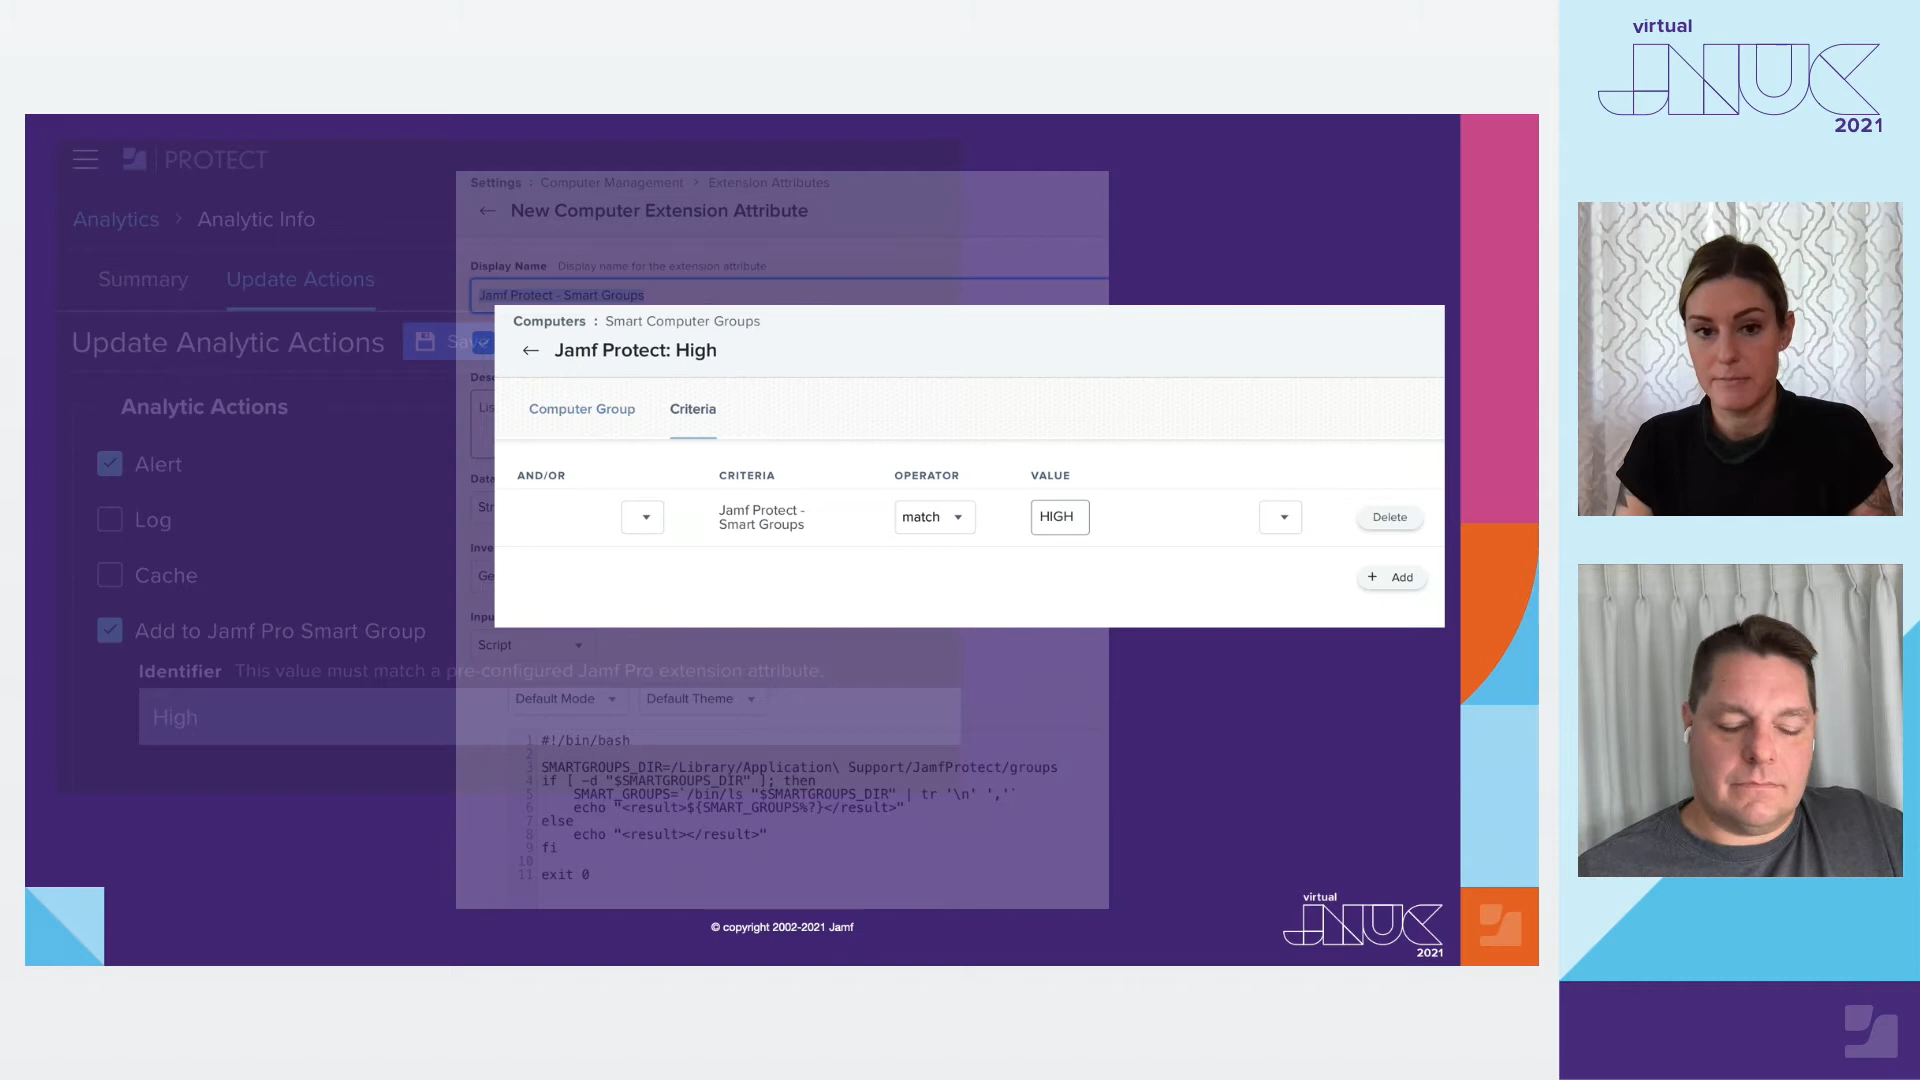 virtual
JNUC
2021
PROTECT
Analytics > Analytic Info
Summary Update Actions
Update Analytic Actions Save
Analytic Actions
Alert
Log
Cache
Add to Jamf Pro Smart Group
Identifier This value must match a pre-configured Jamf Pro extension attribute.
High
Settings : Computer Management > Extension Attributes
← New Computer Extension Attribute
Display Name Display name for the extension attribute
Jamf Protect - Smart Groups
Computers : Smart Computer Groups
← Jamf Protect: High
Computer Group Criteria
AND/OR CRITERIA OPERATOR VALUE
Jamf Protect -
Smart Groups
match HIGH Delete
+ Add
Script
Default Mode Default Theme
1 #!/bin/bash
2
3 SMARTGROUPS_DIR=/Library/Application\ Support/JamfProtect/groups
4 if [ -d "$SMARTGROUPS_DIR" ]; then
5 SMART_GROUPS=`/bin/ls "$SMARTGROUPS_DIR" | tr '\n' ','`
6 echo "<result>${SMART_GROUPS%?}</result>"
7 else
8 echo "<result></result>"
9 fi
10
11 exit 0
© copyright 2002-2021 Jamf
virtual
JNUC
2021